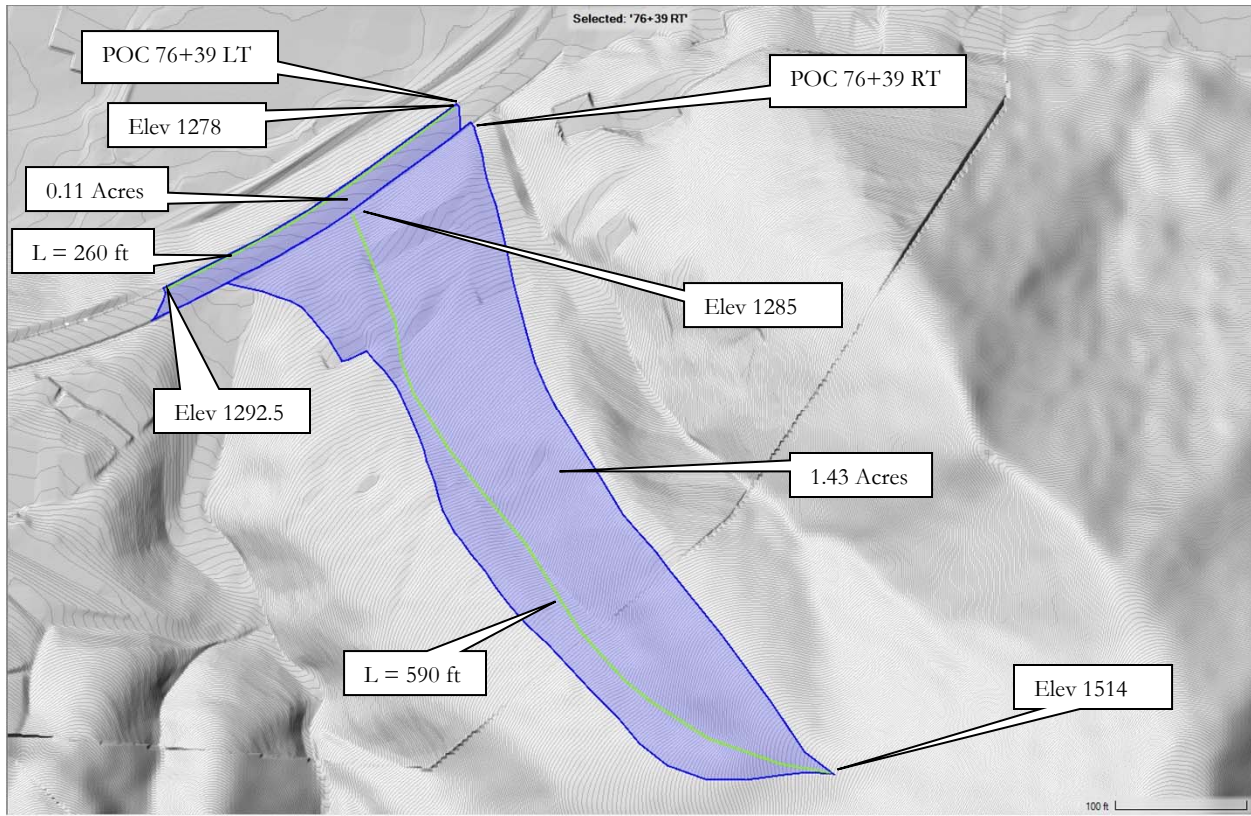 Selected: '76+39 RT'
POC 76+39 LT
POC 76+39 RT
Elev 1278
0.11 Acres
L = 260 ft
Elev 1285
Elev 1292.5
1.43 Acres
L = 590 ft
Elev 1514
100 ft